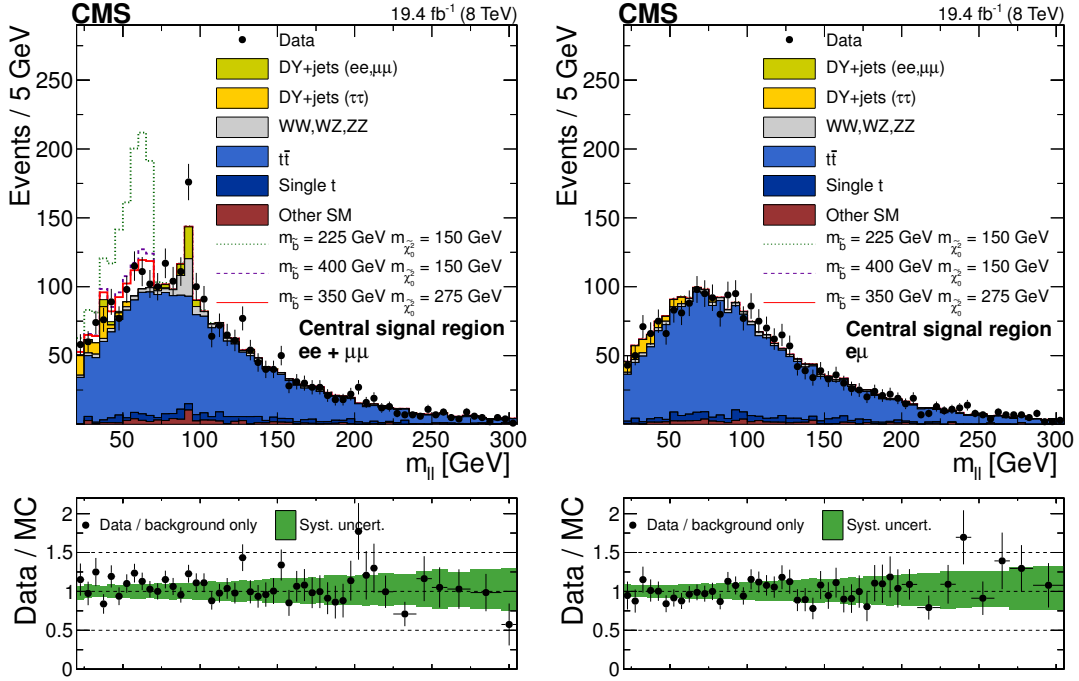 CMS 19.4 fb⁻¹ (8 TeV)
Events / 5 GeV
300
250
200
150
100
50
Data
DY+jets (ee,μμ)
DY+jets (ττ)
WW,WZ,ZZ
tt̄
Single t
Other SM
m_b̃ = 225 GeV m_χ̃⁰₂ = 150 GeV
m_b̃ = 400 GeV m_χ̃⁰₂ = 150 GeV
m_b̃ = 350 GeV m_χ̃⁰₂ = 275 GeV
Central signal region
ee + μμ
50 100 150 200 250 300
m_ll [GeV]
Data / MC
2
1.5
1
0.5
0
Data / background only
Syst. uncert.
CMS 19.4 fb⁻¹ (8 TeV)
Events / 5 GeV
300
250
200
150
100
50
Data
DY+jets (ee,μμ)
DY+jets (ττ)
WW,WZ,ZZ
tt̄
Single t
Other SM
m_b̃ = 225 GeV m_χ̃⁰₂ = 150 GeV
m_b̃ = 400 GeV m_χ̃⁰₂ = 150 GeV
m_b̃ = 350 GeV m_χ̃⁰₂ = 275 GeV
Central signal region
eμ
50 100 150 200 250 300
m_ll [GeV]
Data / MC
2
1.5
1
0.5
0
Data / background only
Syst. uncert.